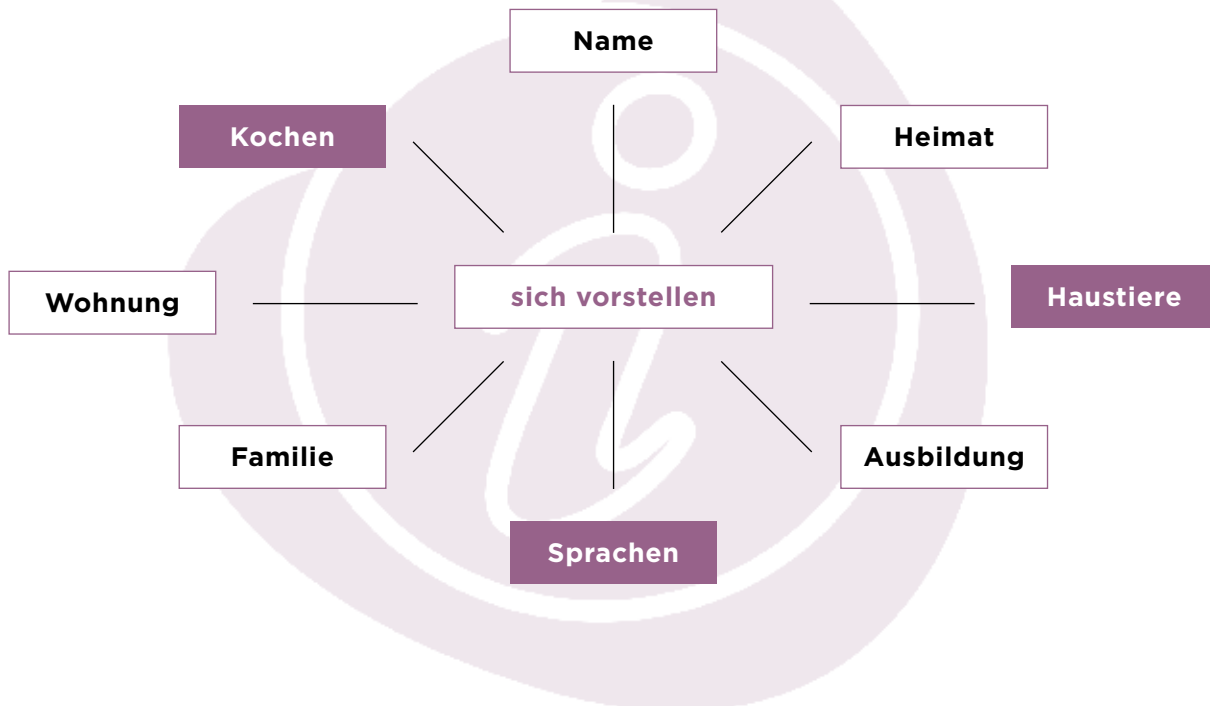 Name
Kochen
Heimat
Wohnung
sich vorstellen
Haustiere
Familie
Ausbildung
Sprachen